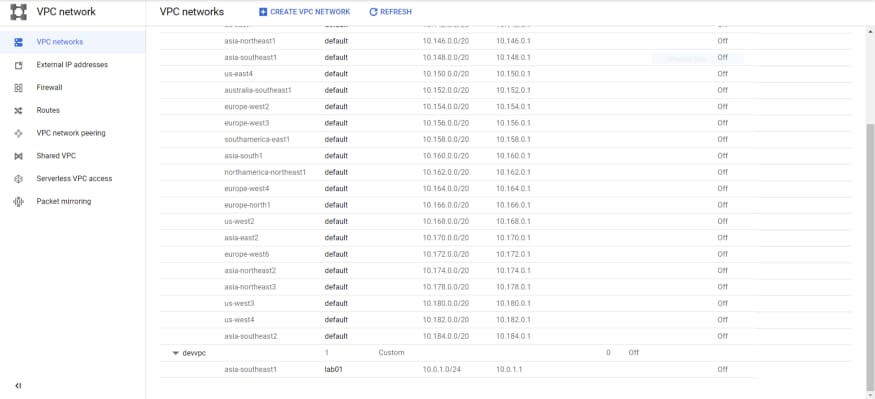 VPC network
VPC networks CREATE VPC NETWORK REFRESH
VPC networks
External IP addresses
Firewall
Routes
VPC network peering
Shared VPC
Serverless VPC access
Packet mirroring
asia-northeast1 default 10.146.0.0/20 10.146.0.1 Off
asia-southeast1 default 10.148.0.0/20 10.148.0.1 Off
us-east4 default 10.150.0.0/20 10.150.0.1 Off
australia-southeast1 default 10.152.0.0/20 10.152.0.1 Off
europe-west2 default 10.154.0.0/20 10.154.0.1 Off
europe-west3 default 10.156.0.0/20 10.156.0.1 Off
southamerica-east1 default 10.158.0.0/20 10.158.0.1 Off
asia-south1 default 10.160.0.0/20 10.160.0.1 Off
northamerica-northeast1 default 10.162.0.0/20 10.162.0.1 Off
europe-west4 default 10.164.0.0/20 10.164.0.1 Off
europe-north1 default 10.166.0.0/20 10.166.0.1 Off
us-west2 default 10.168.0.0/20 10.168.0.1 Off
asia-east2 default 10.170.0.0/20 10.170.0.1 Off
europe-west6 default 10.172.0.0/20 10.172.0.1 Off
asia-northeast2 default 10.174.0.0/20 10.174.0.1 Off
asia-northeast3 default 10.178.0.0/20 10.178.0.1 Off
us-west3 default 10.180.0.0/20 10.180.0.1 Off
us-west4 default 10.182.0.0/20 10.182.0.1 Off
asia-southeast2 default 10.184.0.0/20 10.184.0.1 Off
devvpc 1 Custom 0 Off
asia-southeast1 lab01 10.0.1.0/24 10.0.1.1 Off